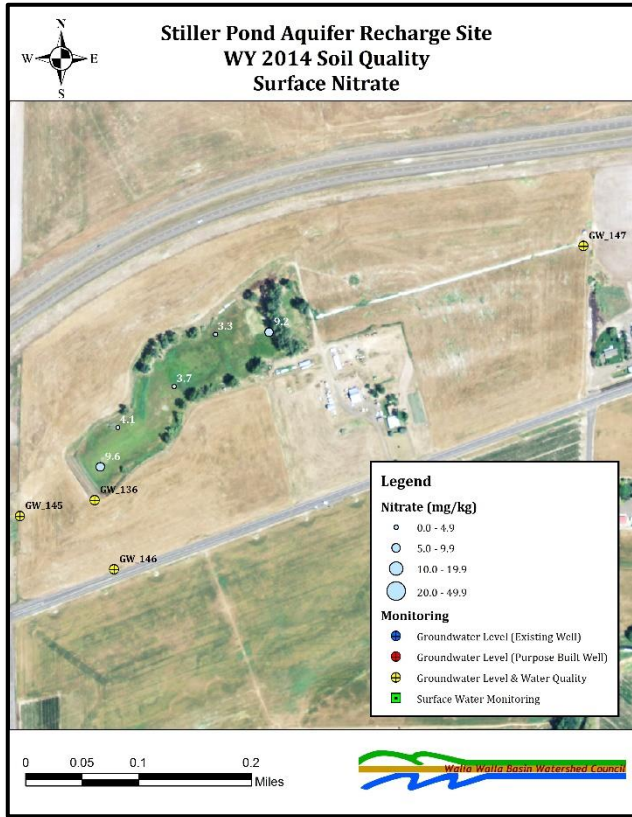 Stiller Pond Aquifer Recharge Site
WY 2014 Soil Quality
Surface Nitrate
N
W E
S
GW_147
9.2
3.3
3.7
4.1
9.6
GW_136
GW_145
GW_146
Legend
Nitrate (mg/kg)
0.0 - 4.9
5.0 - 9.9
10.0 - 19.9
20.0 - 49.9
Monitoring
Groundwater Level (Existing Well)
Groundwater Level (Purpose Built Well)
Groundwater Level & Water Quality
Surface Water Monitoring
0 0.05 0.1 0.2
Miles
Walla Walla Basin Watershed Council